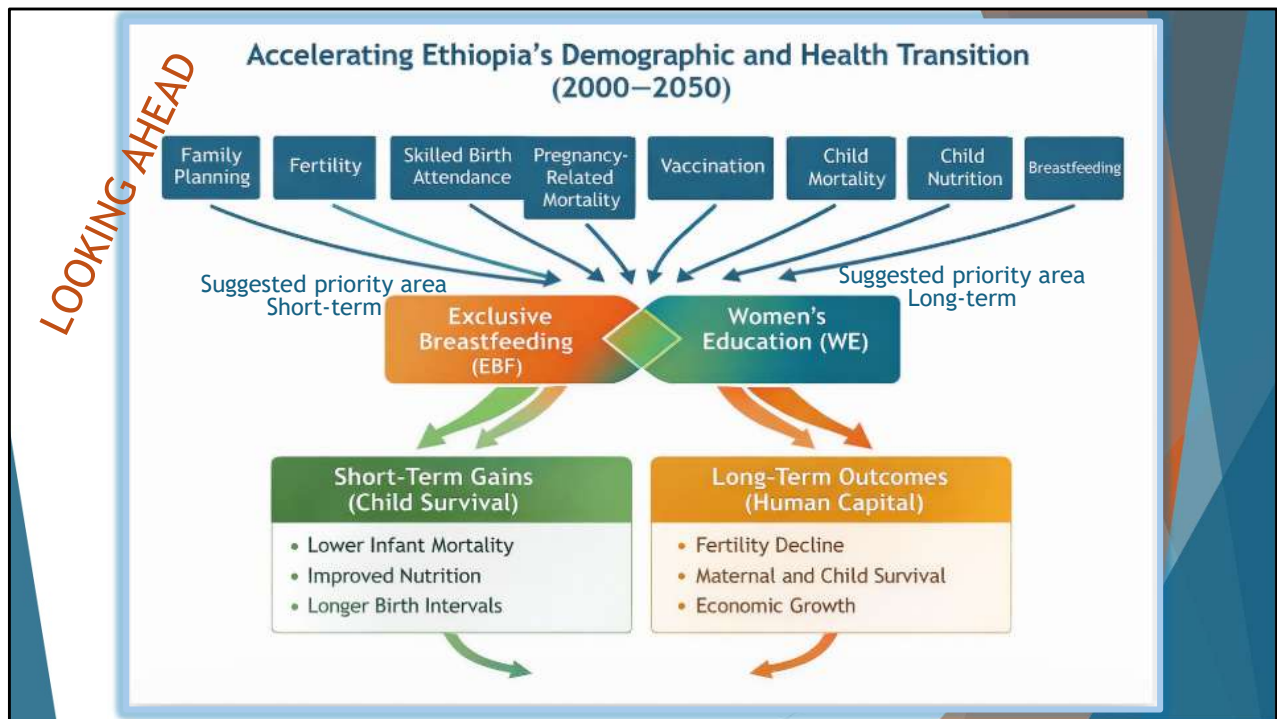 LOOKING AHEAD
Accelerating Ethiopia's Demographic and Health Transition
(2000—2050)
Family
Planning
Fertility
Skilled Birth
Attendance
Pregnancy-
Related
Mortality
Vaccination
Child
Mortality
Child
Nutrition
Breastfeeding
Suggested priority area
Short-term
Suggested priority area
Long-term
Exclusive
Breastfeeding
(EBF)
Women's
Education (WE)
Short-Term Gains
(Child Survival)
• Lower Infant Mortality
• Improved Nutrition
• Longer Birth Intervals
Long-Term Outcomes
(Human Capital)
• Fertility Decline
• Maternal and Child Survival
• Economic Growth